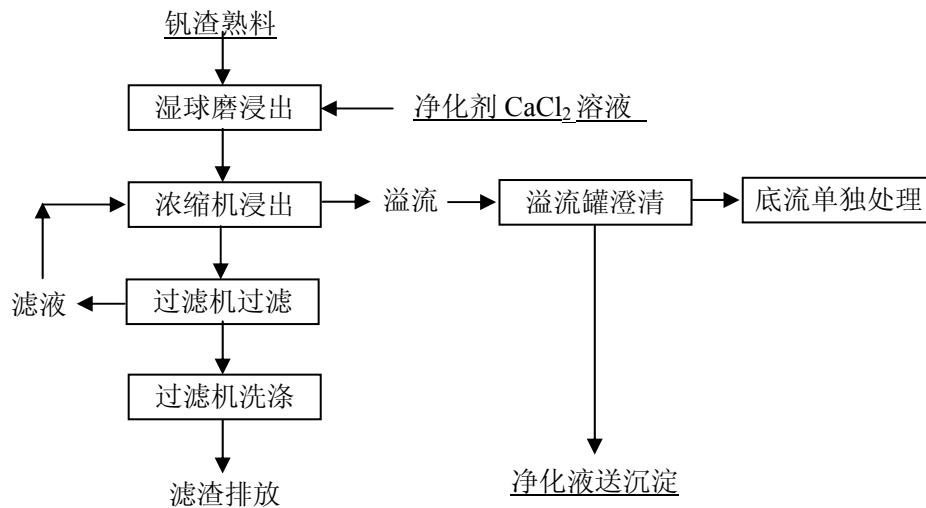 钒渣熟料
湿球磨浸出
净化剂 CaCl2 溶液
浓缩机浸出
溢流
溢流罐澄清
底流单独处理
滤液
过滤机过滤
过滤机洗涤
滤渣排放
净化液送沉淀